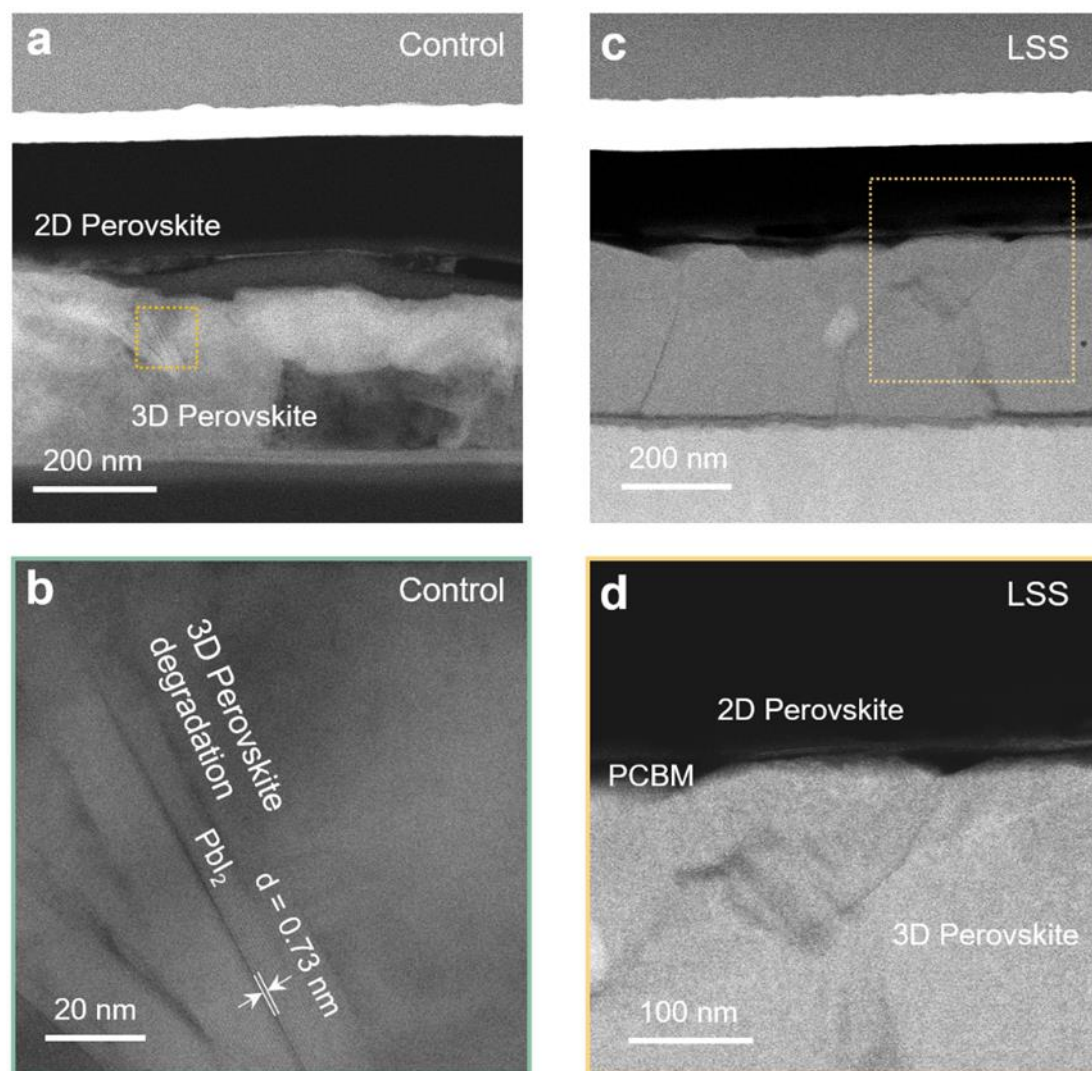 a
Control
2D Perovskite
3D Perovskite
200 nm
c
LSS
200 nm
b
Control
3D Perovskite
degradation
PbI₂
d = 0.73 nm
20 nm
d
LSS
2D Perovskite
PCBM
3D Perovskite
100 nm